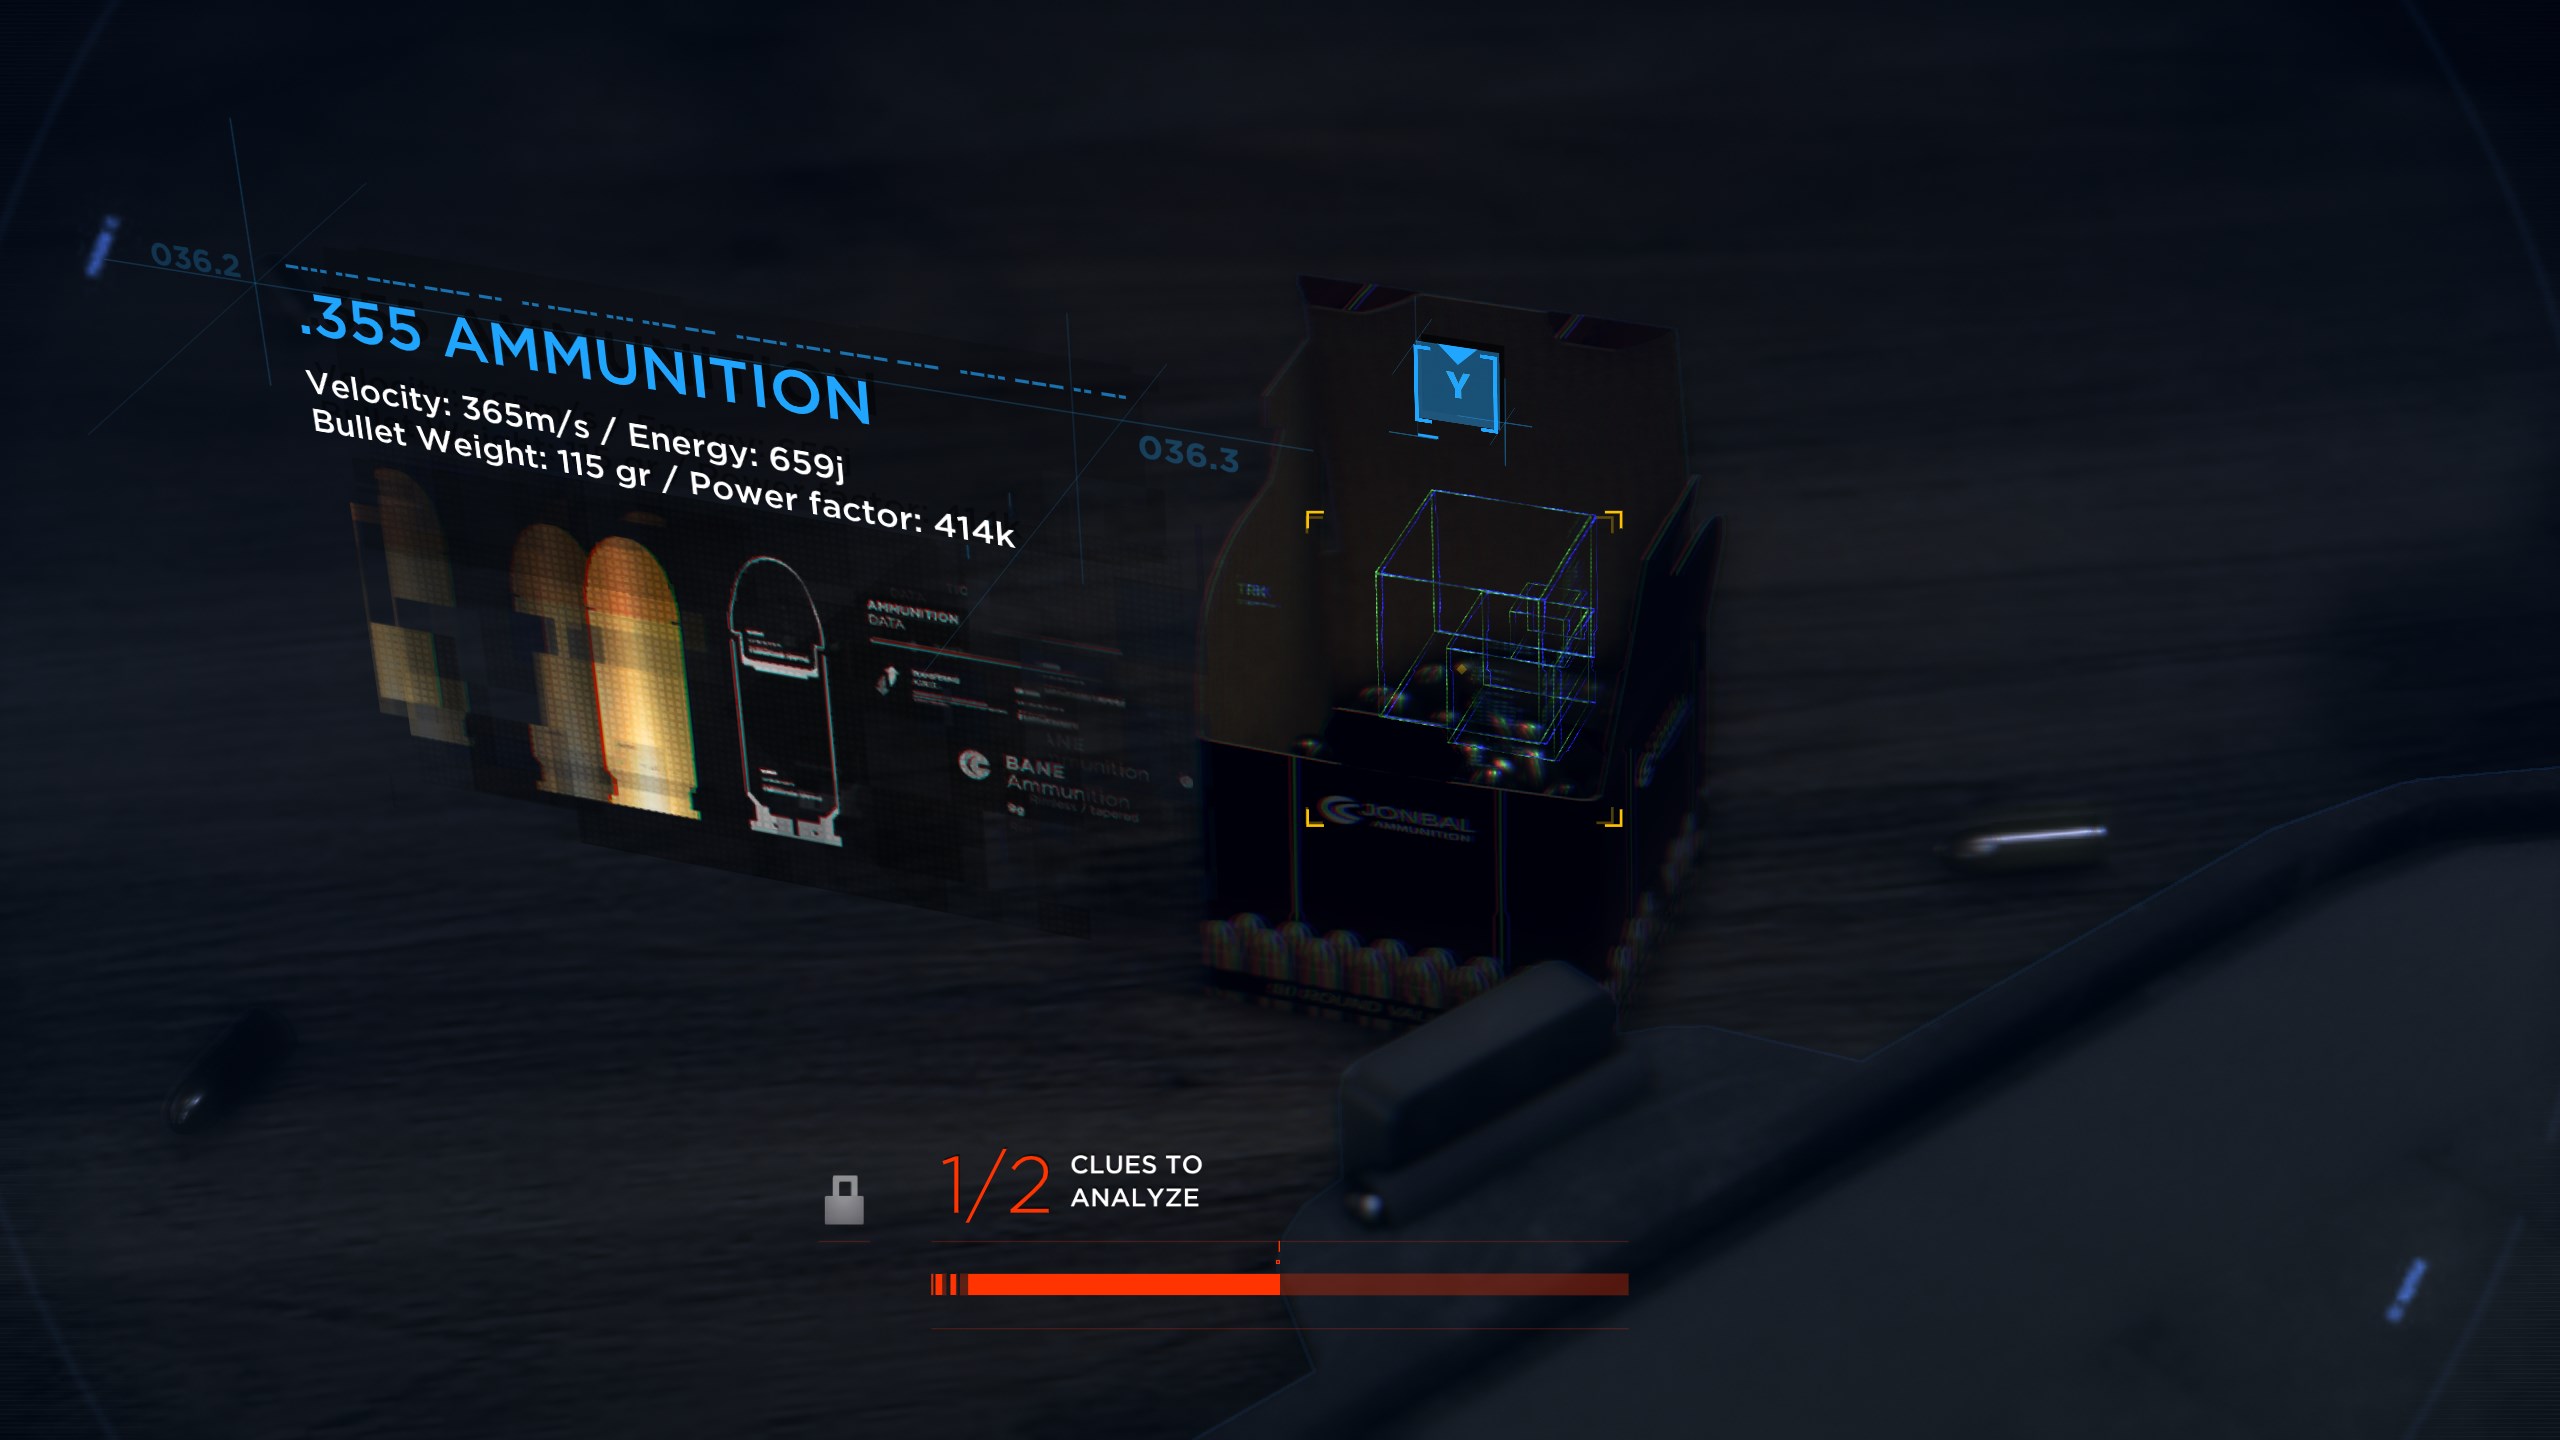 036.2
.355 AMMUNITION
Velocity: 365m/s / Energy: 659j
Bullet Weight: 115 gr / Power factor: 414k
036.3
Y
AMMUNITION
DATA
BANE
Ammunition
JONBAL
AMMUNITION
1/2 CLUES TO
ANALYZE